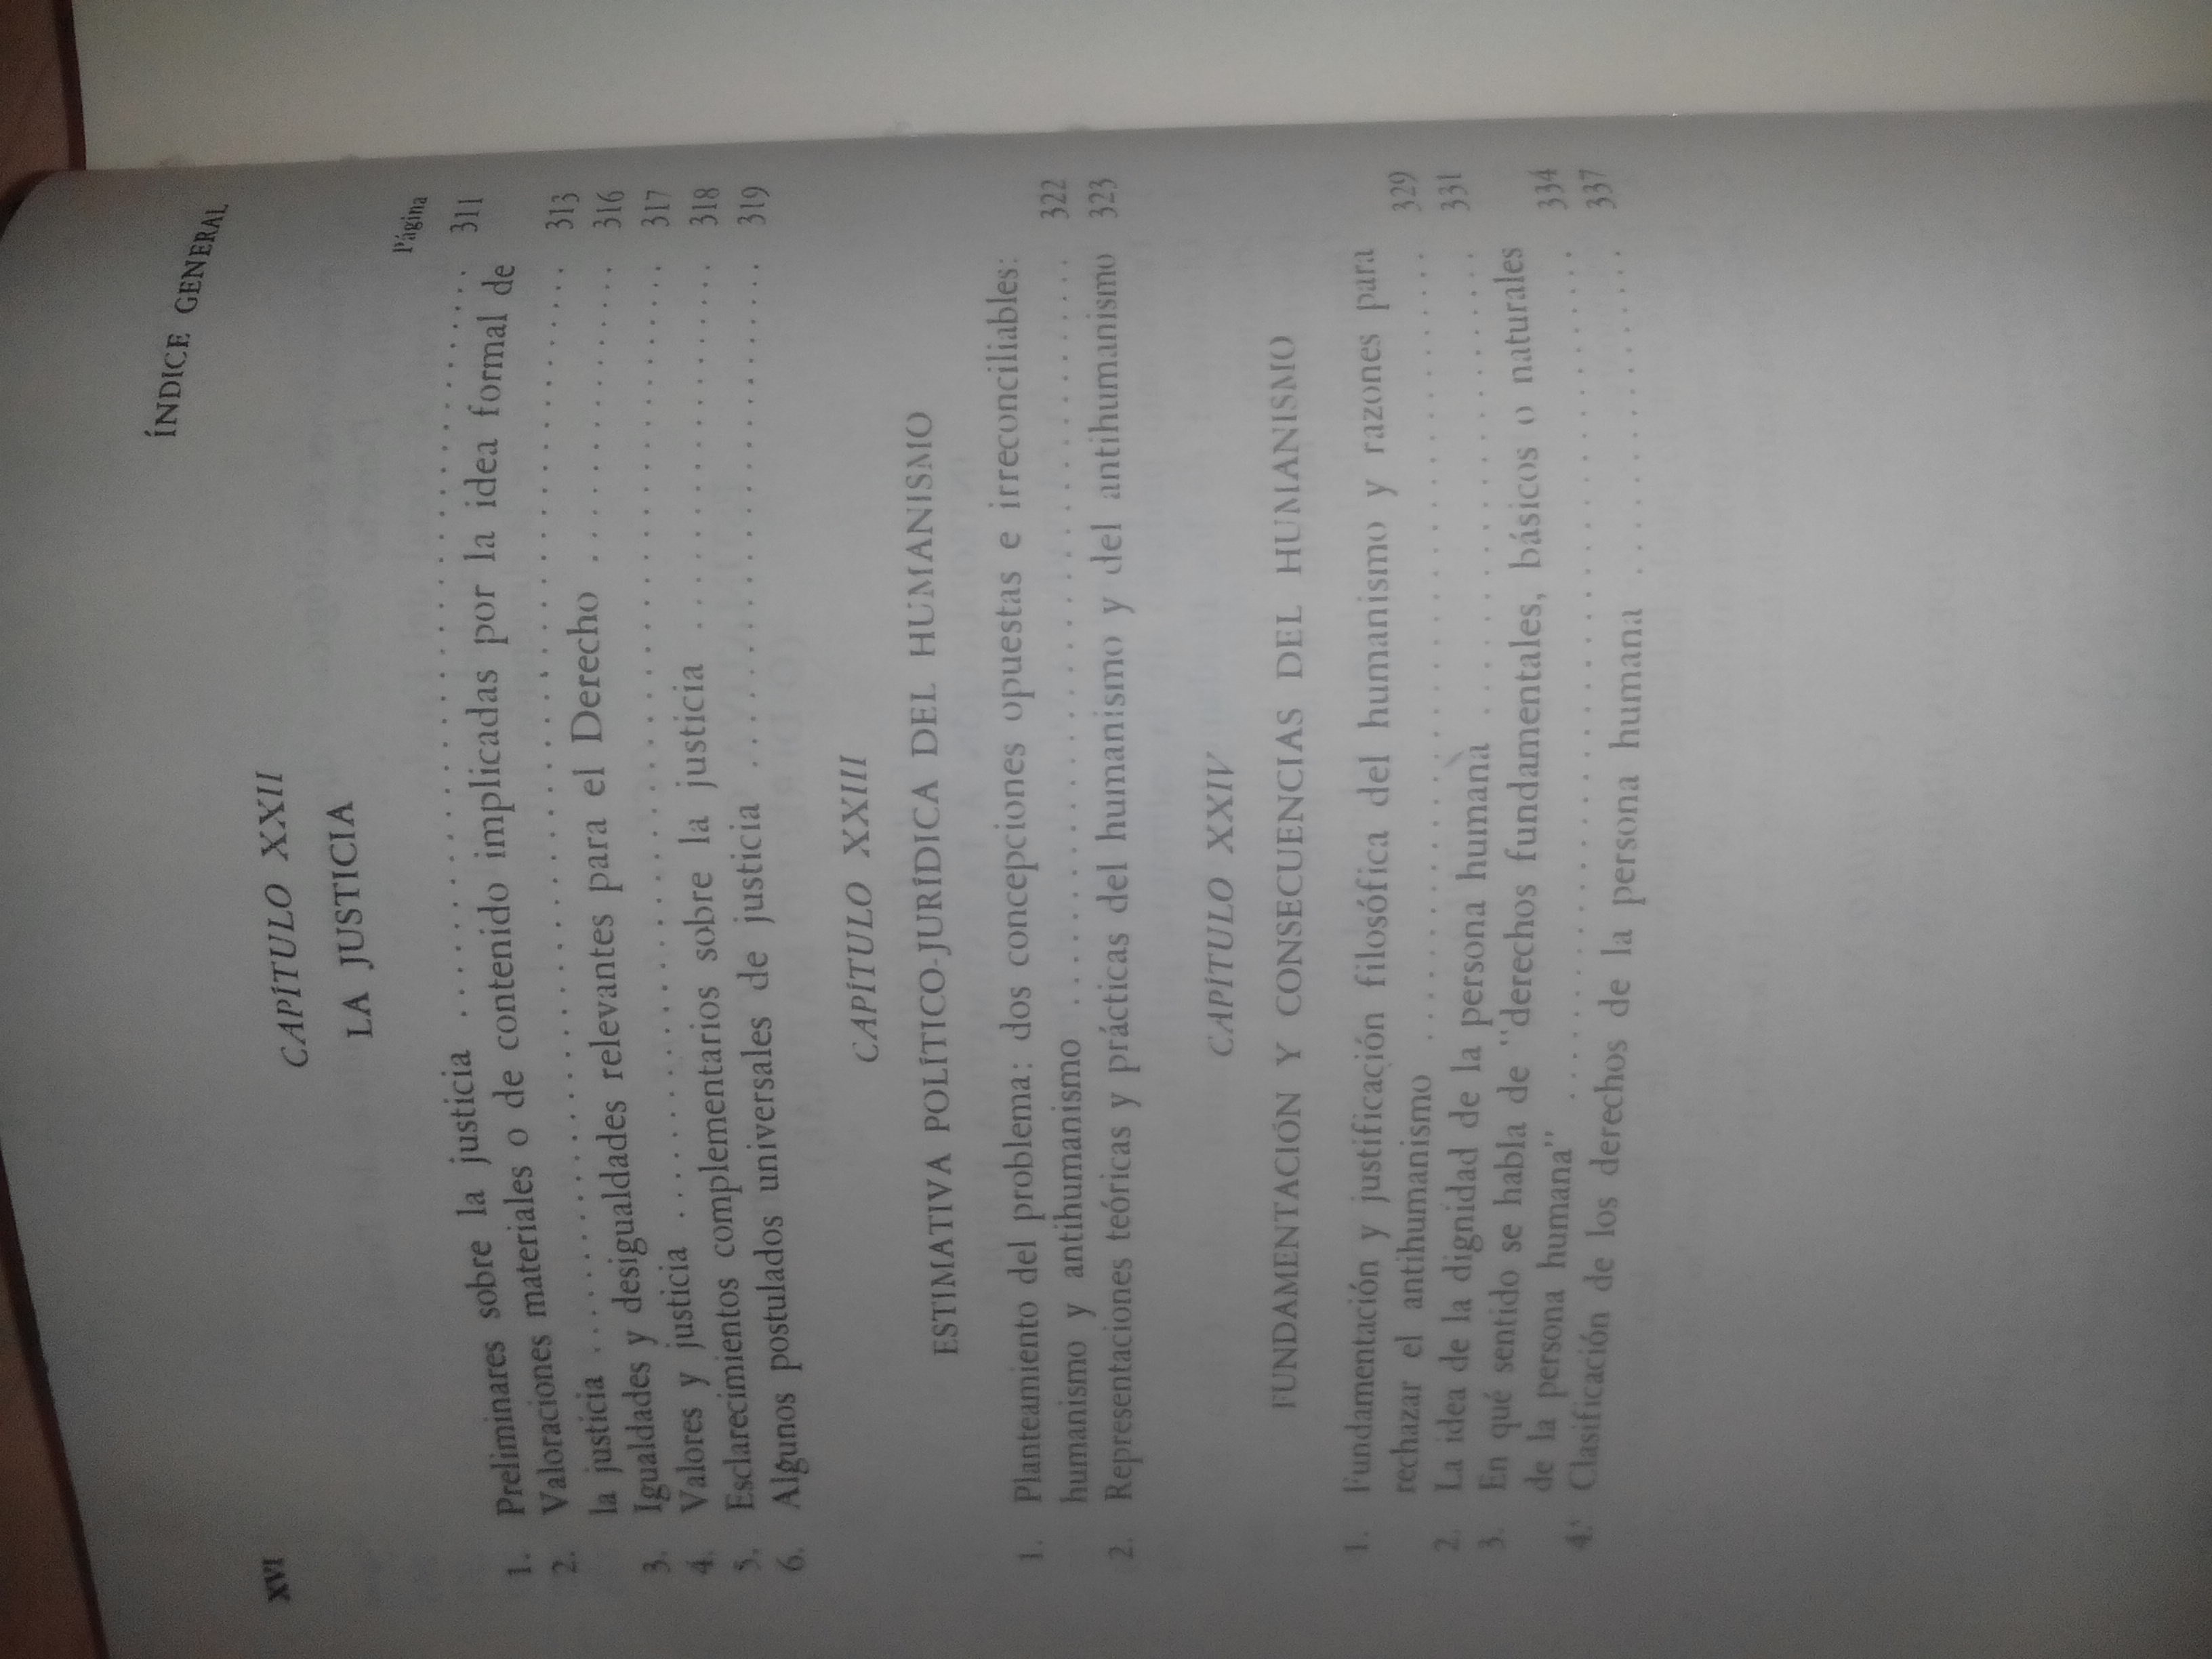 XVI
ÍNDICE GENERAL
CAPÍTULO XXII
LA JUSTICIA
Página
1. Preliminares sobre la justicia . . . . . . . . . . . . . . . . . . . . 311
2. Valoraciones materiales o de contenido implicadas por la idea formal de
la justicia . . . . . . . . . . . . . . . . . . . . 313
3. Igualdades y desigualdades relevantes para el Derecho . . . . . . . . . . 316
4. Valores y justicia . . . . . . . . . . . . . . . . . . . . 317
5. Esclarecimientos complementarios sobre la justicia . . . . . . . . . . 318
6. Algunos postulados universales de justicia . . . . . . . . . . 319
CAPÍTULO XXIII
ESTIMATIVA POLÍTICO-JURÍDICA DEL HUMANISMO
1. Planteamiento del problema: dos concepciones opuestas e irreconciliables:
humanismo y antihumanismo . . . . . . . . . . . . . . . . . . . . 322
2. Representaciones teóricas y prácticas del humanismo y del antihumanismo 323
CAPÍTULO XXIV
FUNDAMENTACIÓN Y CONSECUENCIAS DEL HUMANISMO
1. Fundamentación y justificación filosófica del humanismo y razones para
rechazar el antihumanismo . . . . . . . . . . . . . . . . . . . . 329
2. La idea de la dignidad de la persona humana . . . . . . . . . . 331
3. En qué sentido se habla de "derechos fundamentales, básicos o naturales
de la persona humana" . . . . . . . . . . . . . . . . . . . . 334
4. Clasificación de los derechos de la persona humana . . . . . . . . . . 337